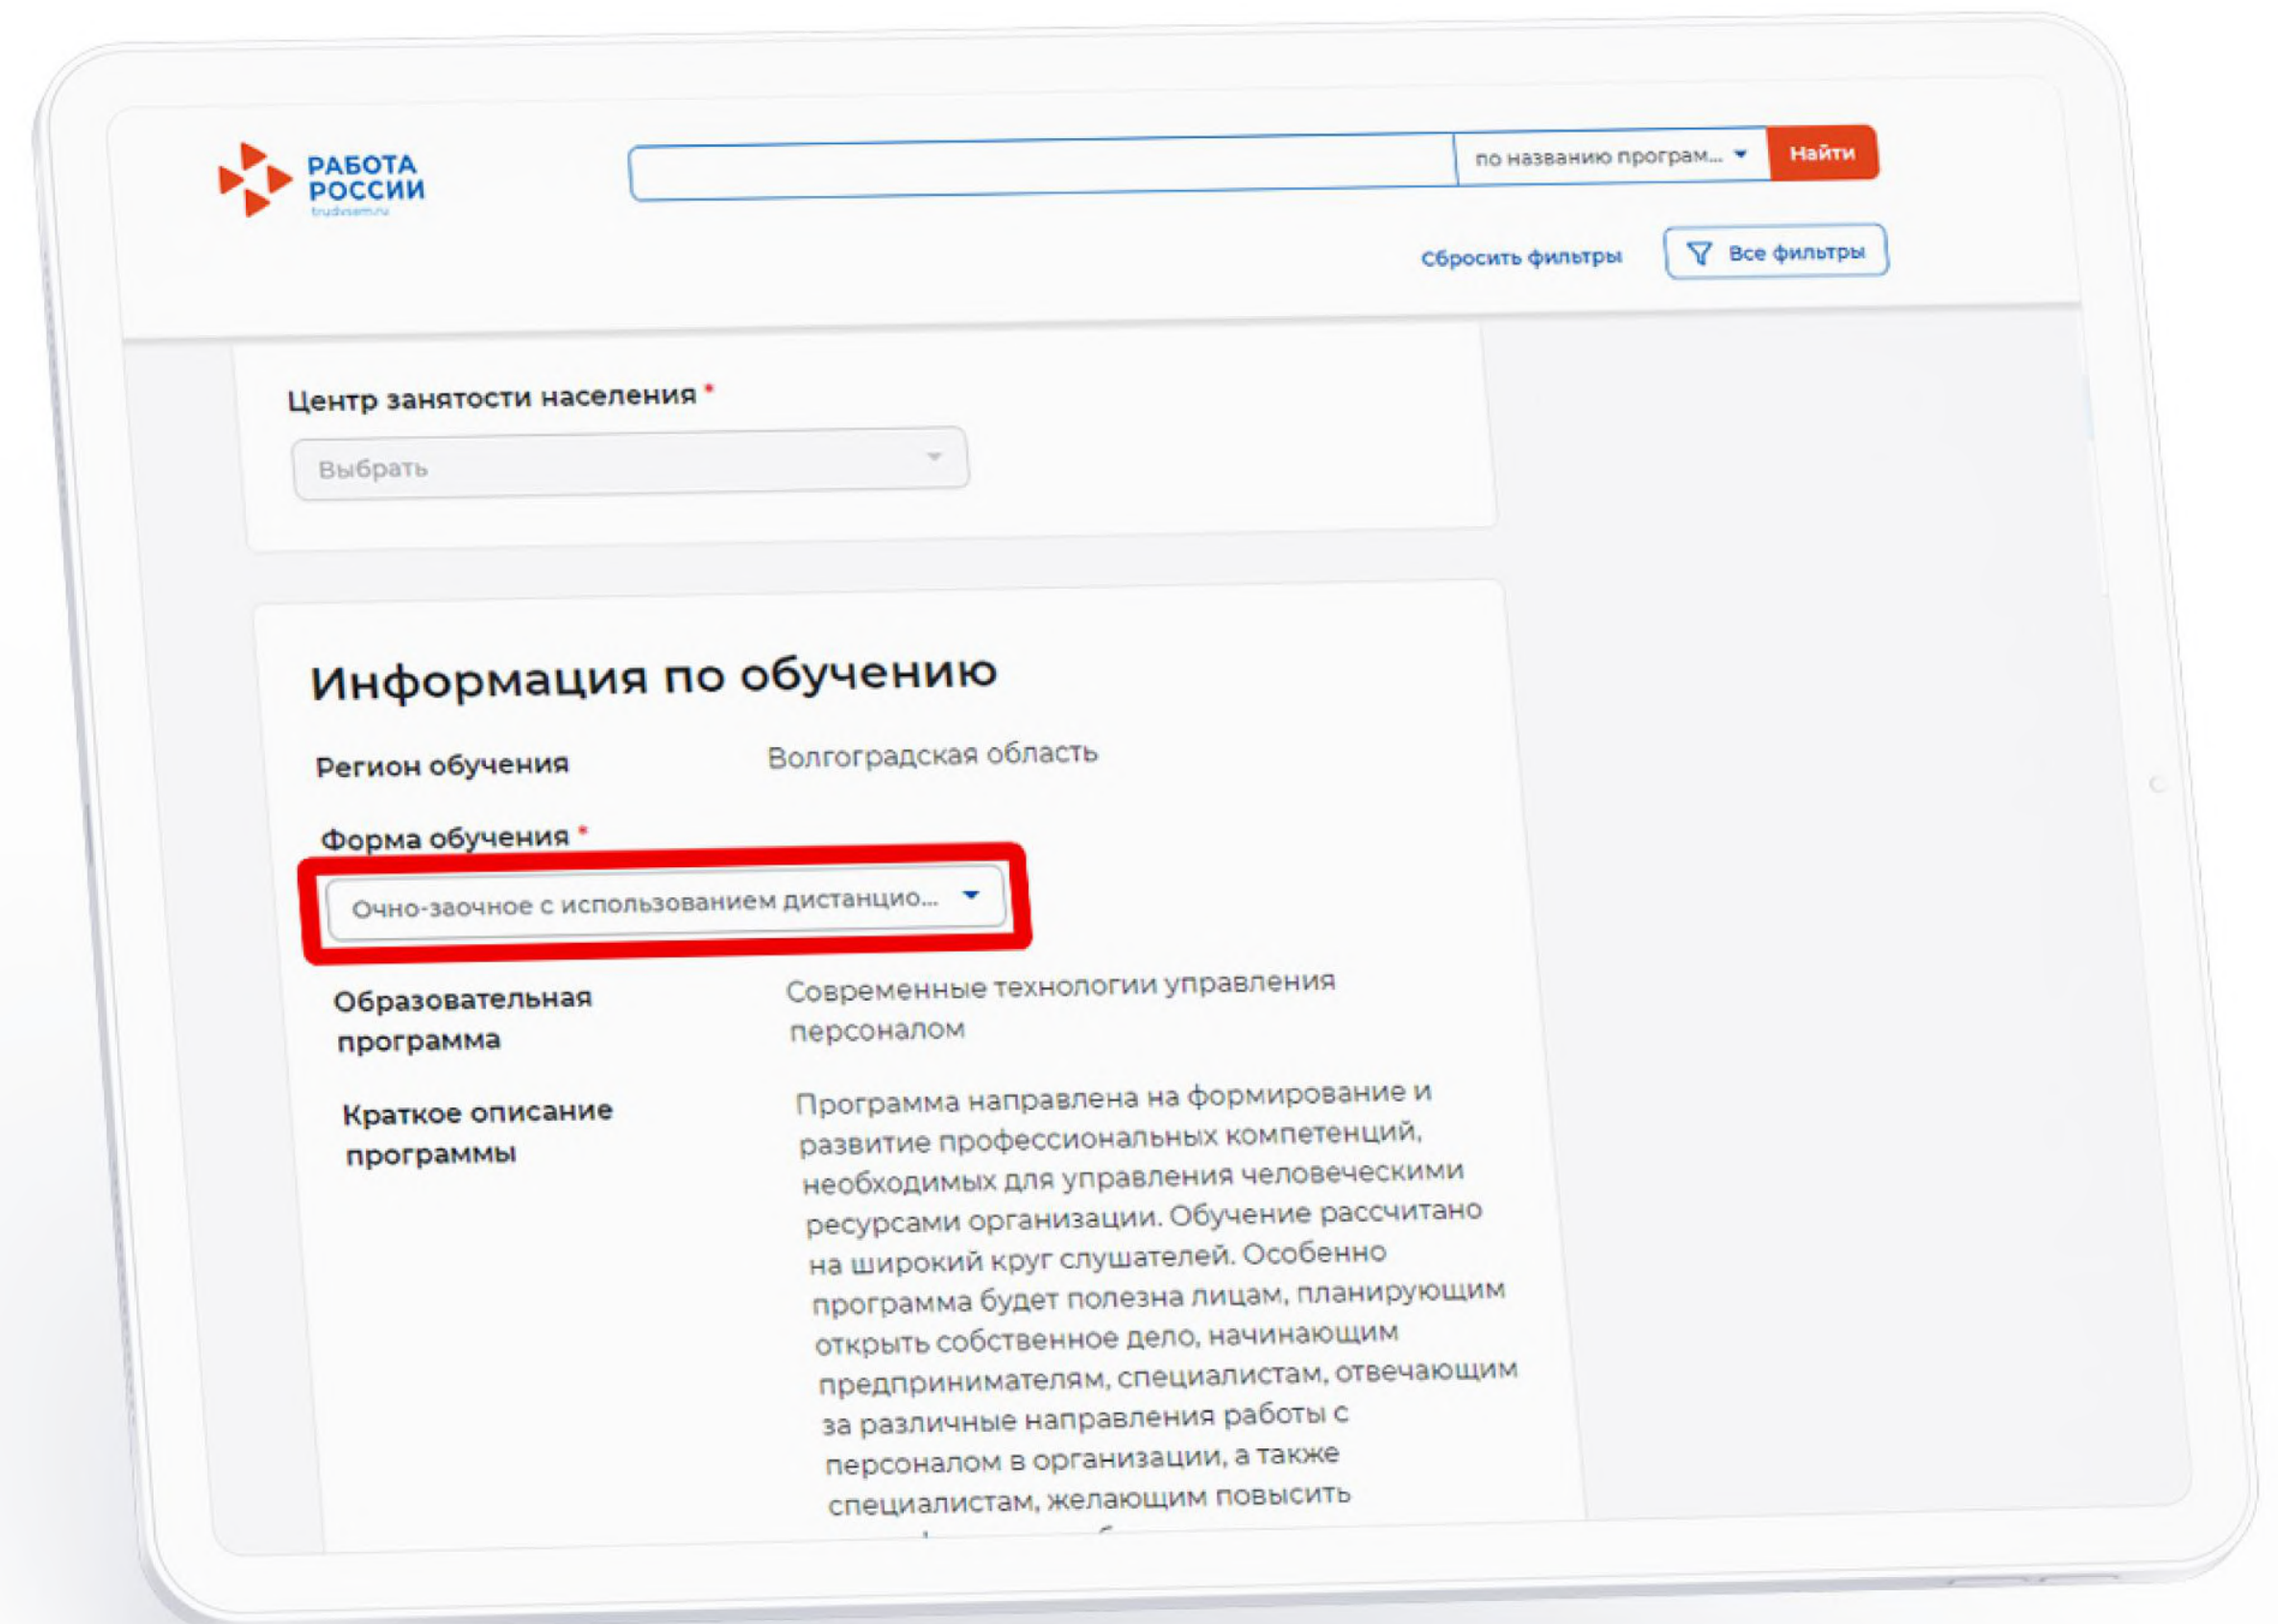 РАБОТА
РОССИИ
trudvsem.ru
по названию програм...
Найти
Сбросить фильтры
Все фильтры
Центр занятости населения *
Выбрать
Информация по обучению
Регион обучения
Волгоградская область
Форма обучения *
Очно-заочное с использованием дистанцио...
Образовательная
программа
Современные технологии управления
персоналом
Краткое описание
программы
Программа направлена на формирование и
развитие профессиональных компетенций,
необходимых для управления человеческими
ресурсами организации. Обучение рассчитано
на широкий круг слушателей. Особенно
программа будет полезна лицам, планирующим
открыть собственное дело, начинающим
предпринимателям, специалистам, отвечающим
за различные направления работы с
персоналом в организации, а также
специалистам, желающим повысить